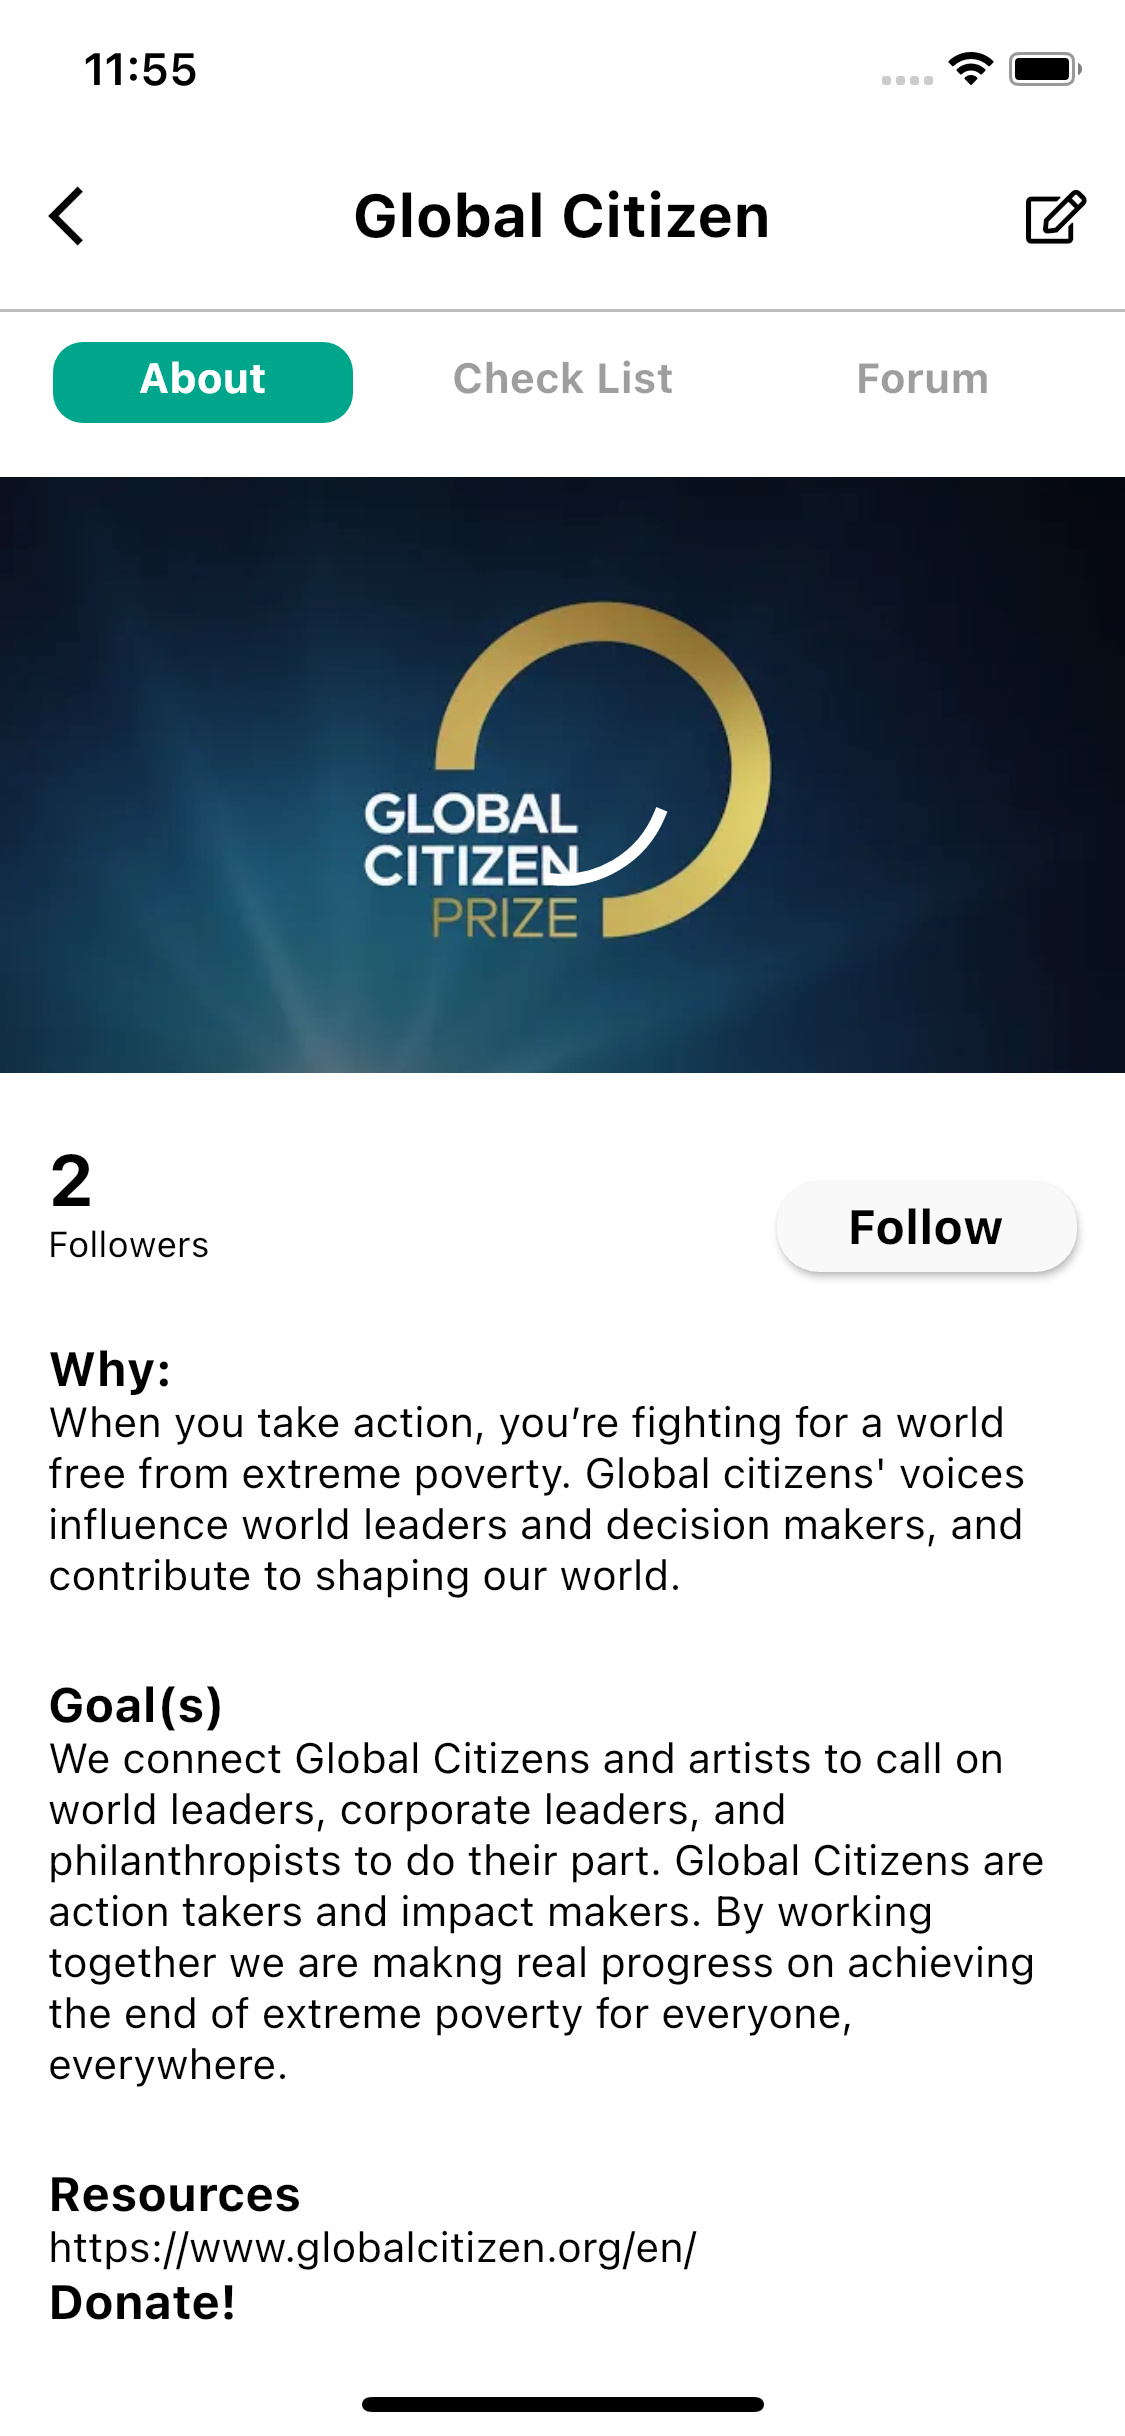 11:55
Global Citizen
About
Check List
Forum
GLOBAL
CITIZEN
PRIZE
2
Followers
Follow
Why:
When you take action, you’re fighting for a world
free from extreme poverty. Global citizens' voices
influence world leaders and decision makers, and
contribute to shaping our world.
Goal(s)
We connect Global Citizens and artists to call on
world leaders, corporate leaders, and
philanthropists to do their part. Global Citizens are
action takers and impact makers. By working
together we are makng real progress on achieving
the end of extreme poverty for everyone,
everywhere.
Resources
https://www.globalcitizen.org/en/
Donate!